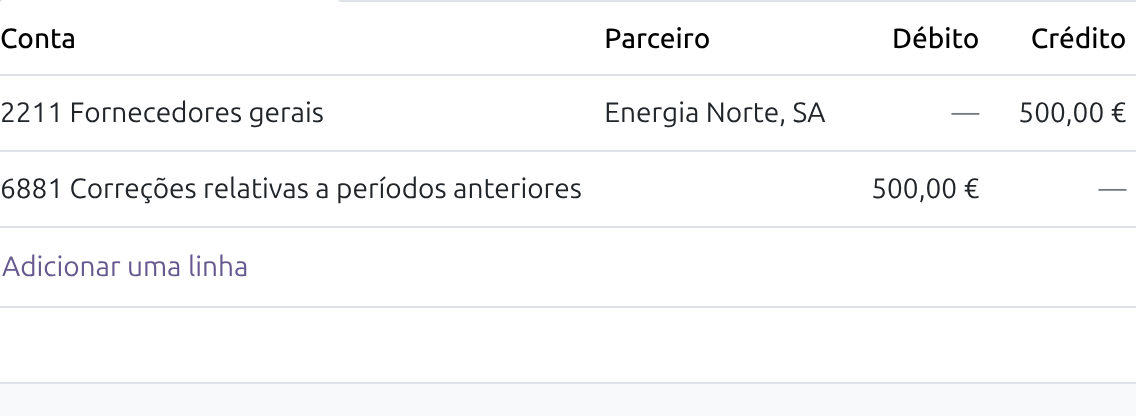 Conta Parceiro Débito Crédito
2211 Fornecedores gerais Energia Norte, SA — 500,00 €
6881 Correções relativas a períodos anteriores 500,00 € —
Adicionar uma linha